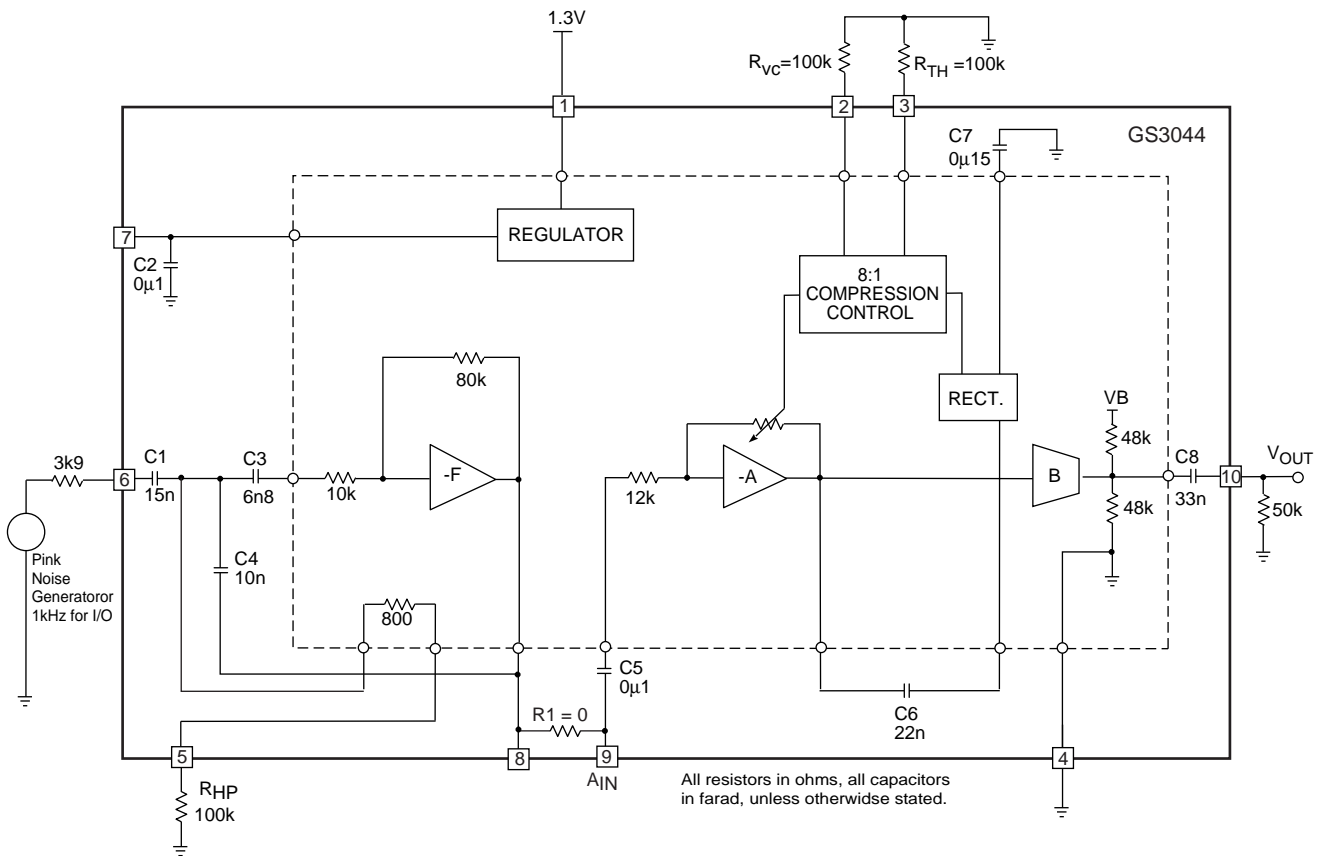 1.3V
RVC=100k
RTH =100k
1
2
3
GS3044
C7
0µ15
7
REGULATOR
C2
0µ1
8:1
COMPRESSION
CONTROL
80k
RECT.
VB
48k
3k9
6
C1
15n
C3
6n8
10k
-F
12k
-A
B
C8
33n
10
VOUT
48k
50k
Pink
Noise
Generatoror
1kHz for I/O
C4
10n
800
C5
0µ1
R1 = 0
C6
22n
5
8
9
4
AIN
RHP
100k
All resistors in ohms, all capacitors
in farad, unless otherwidse stated.